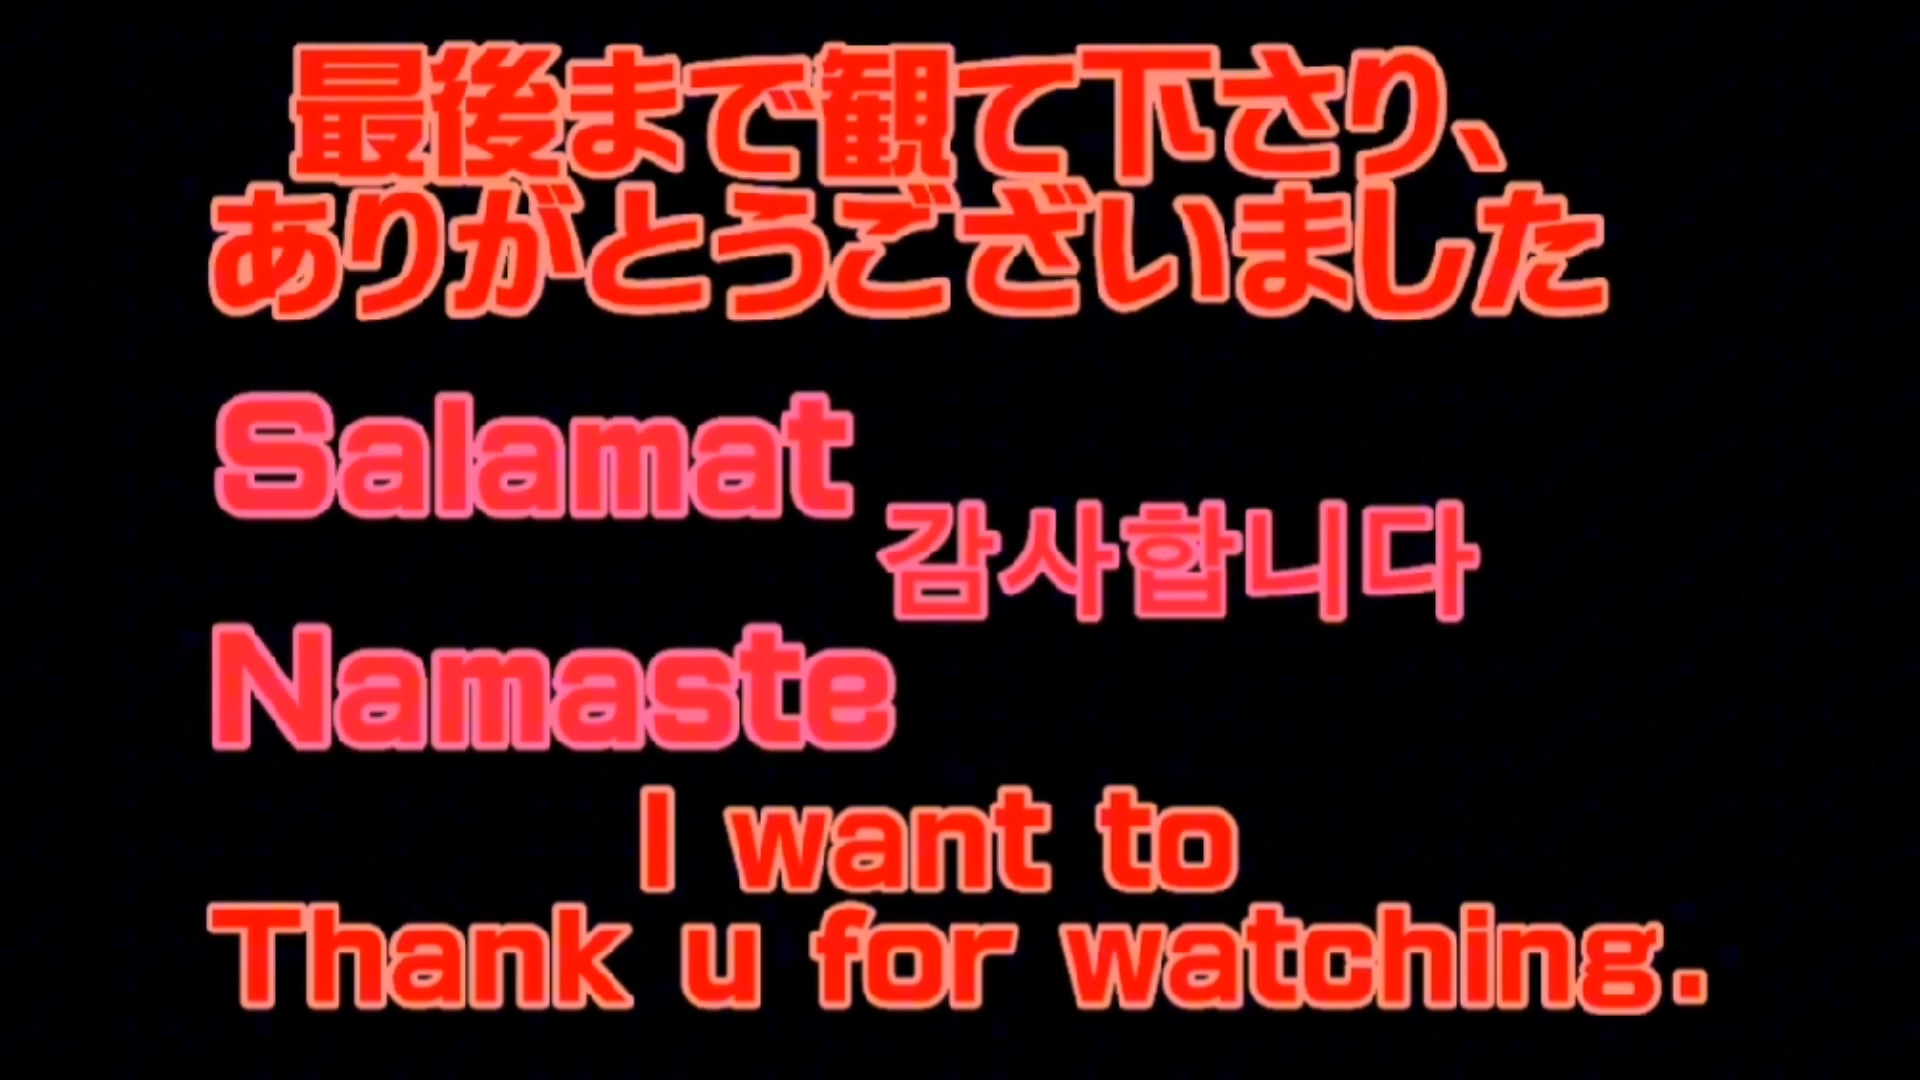 最後まで観て下さり、
ありがとうございました
Salamat
감사합니다
Namaste
I want to
Thank u for watching.